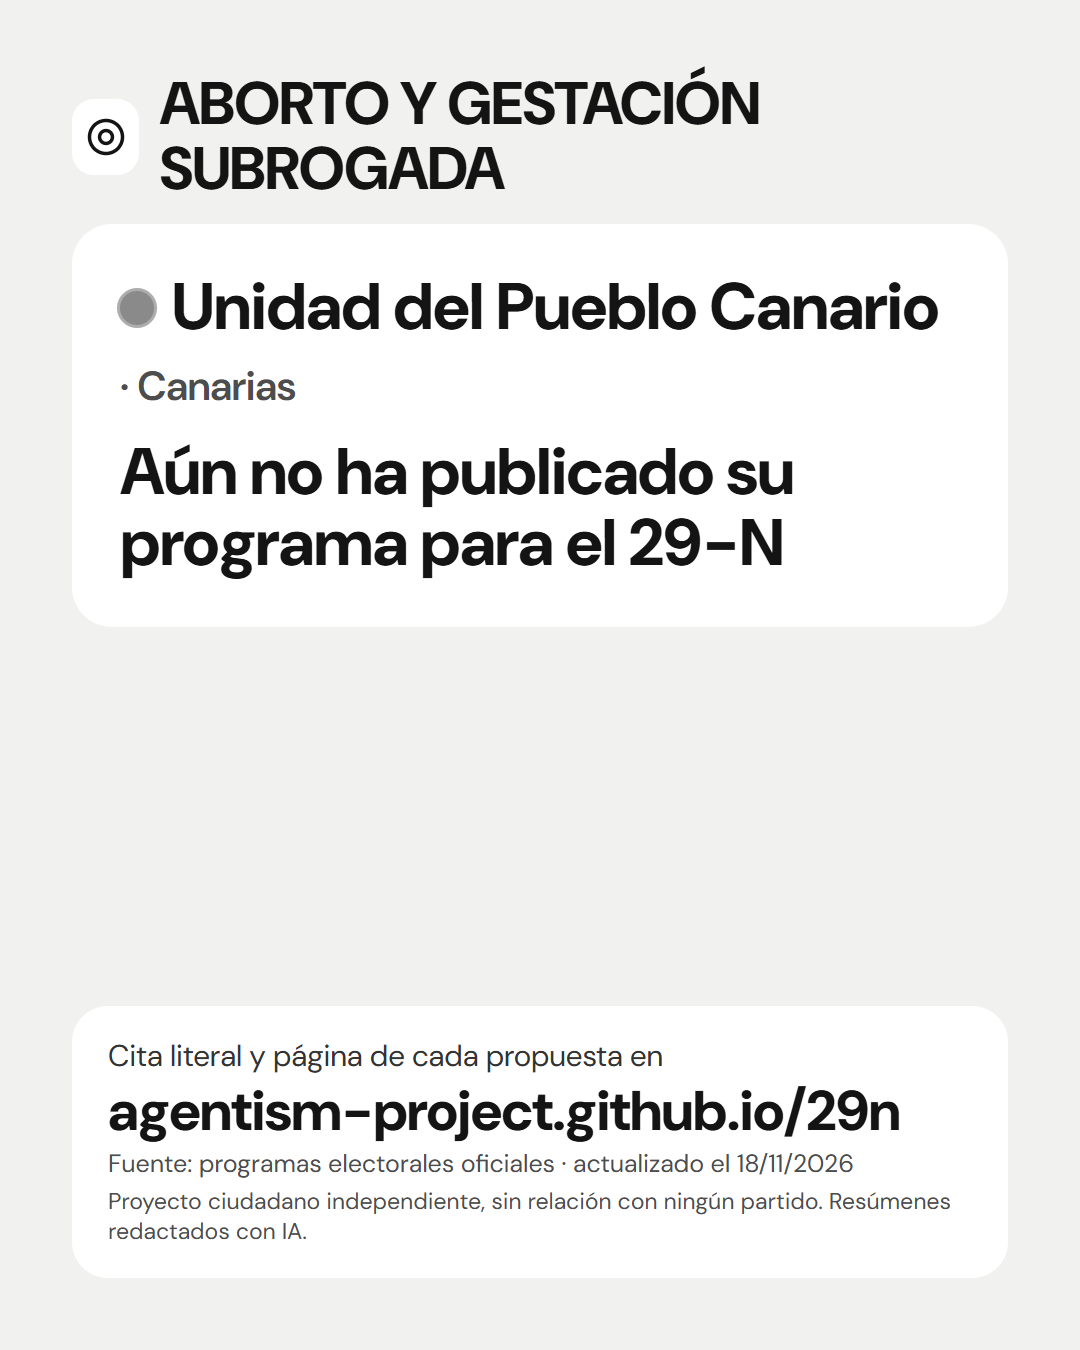 ABORTO Y GESTACIÓN
SUBROGADA
Unidad del Pueblo Canario
· Canarias
Aún no ha publicado su
programa para el 29-N
Cita literal y página de cada propuesta en
agentism-project.github.io/29n
Fuente: programas electorales oficiales · actualizado el 18/11/2026
Proyecto ciudadano independiente, sin relación con ningún partido. Resúmenes
redactados con IA.